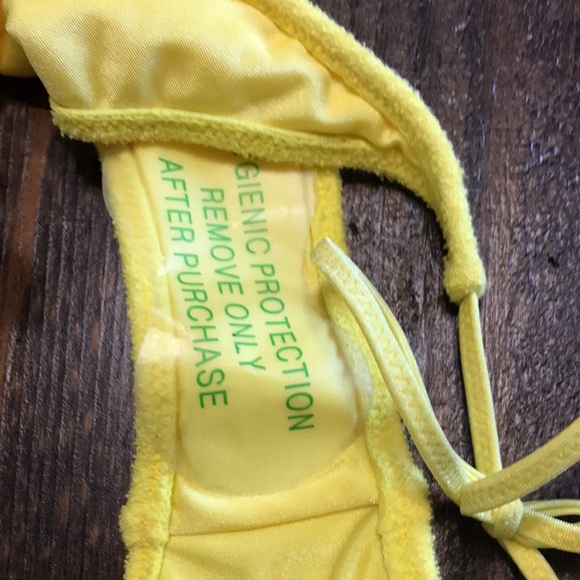 GIENIC PROTECTION
REMOVE ONLY
AFTER PURCHASE